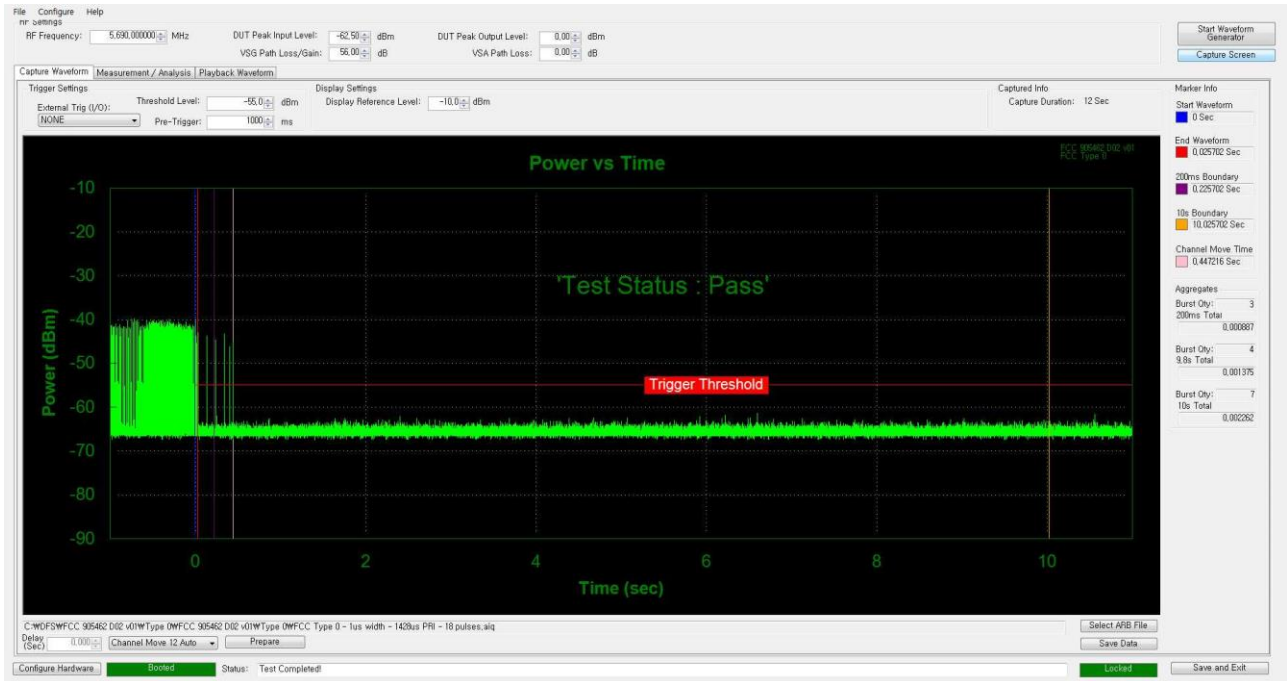 File Configure Help
RF Settings
RF Frequency: 5,690,000000 MHz DUT Peak Input Level: -62,50 dBm DUT Peak Output Level: 0,00 dBm
VSG Path Loss/Gain: 56,00 dB VSA Path Loss: 0,00 dB
Start Waveform Generator
Capture Screen
Capture Waveform Measurement / Analysis Playback Waveform
Trigger Settings
External Trig (I/O): Threshold Level: -55,0 dBm
NONE Pre-Trigger: 1000 ms
Display Settings
Display Reference Level: -10,0 dBm
Captured Info
Capture Duration: 12 Sec
Marker Info
Start Waveform
0 Sec
End Waveform
0,025702 Sec
200ms Boundary
0,225702 Sec
10s Boundary
10,025702 Sec
Channel Move Time
0,447216 Sec
Aggregates
Burst Qty: 3
200ms Total
0,000887
Burst Qty: 4
9,8s Total
0,001375
Burst Qty: 7
10s Total
0,002262
FCC 905462 D02 v01
FCC Type 0
Power vs Time
'Test Status : Pass'
Trigger Threshold
Power (dBm)
-10
-20
-30
-40
-50
-60
-70
-80
-90
0 2 4 6 8 10
Time (sec)
C:₩DFS₩FCC 905462 D02 v01₩Type 0₩FCC 905462 D02 v01₩Type 0₩FCC Type 0 - 1us width - 1428us PRI - 18 pulses,aiq
Select ARB File
Delay (Sec) 0,000 Channel Move 12 Auto Prepare
Save Data
Configure Hardware Booted Status: Test Completed! Locked Save and Exit